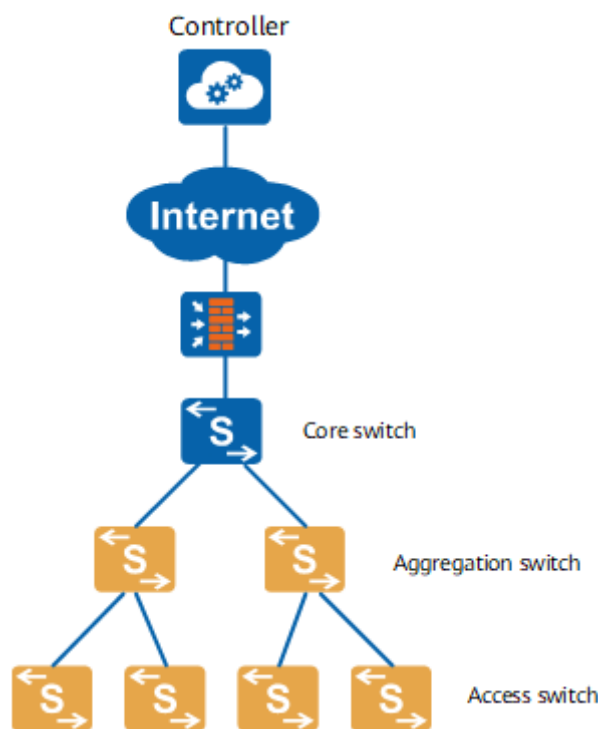 Controller
Internet
S
Core switch
S
S
Aggregation switch
S
S
S
S
Access switch